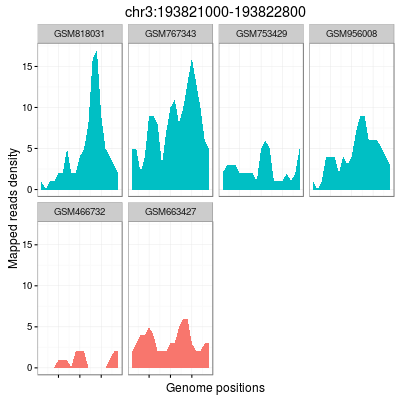 chr3:193821000-193822800
GSM818031 GSM767343 GSM753429 GSM956008
15
10
5
0
GSM466732 GSM663427
15
10
5
0
Mapped reads density
Genome positions